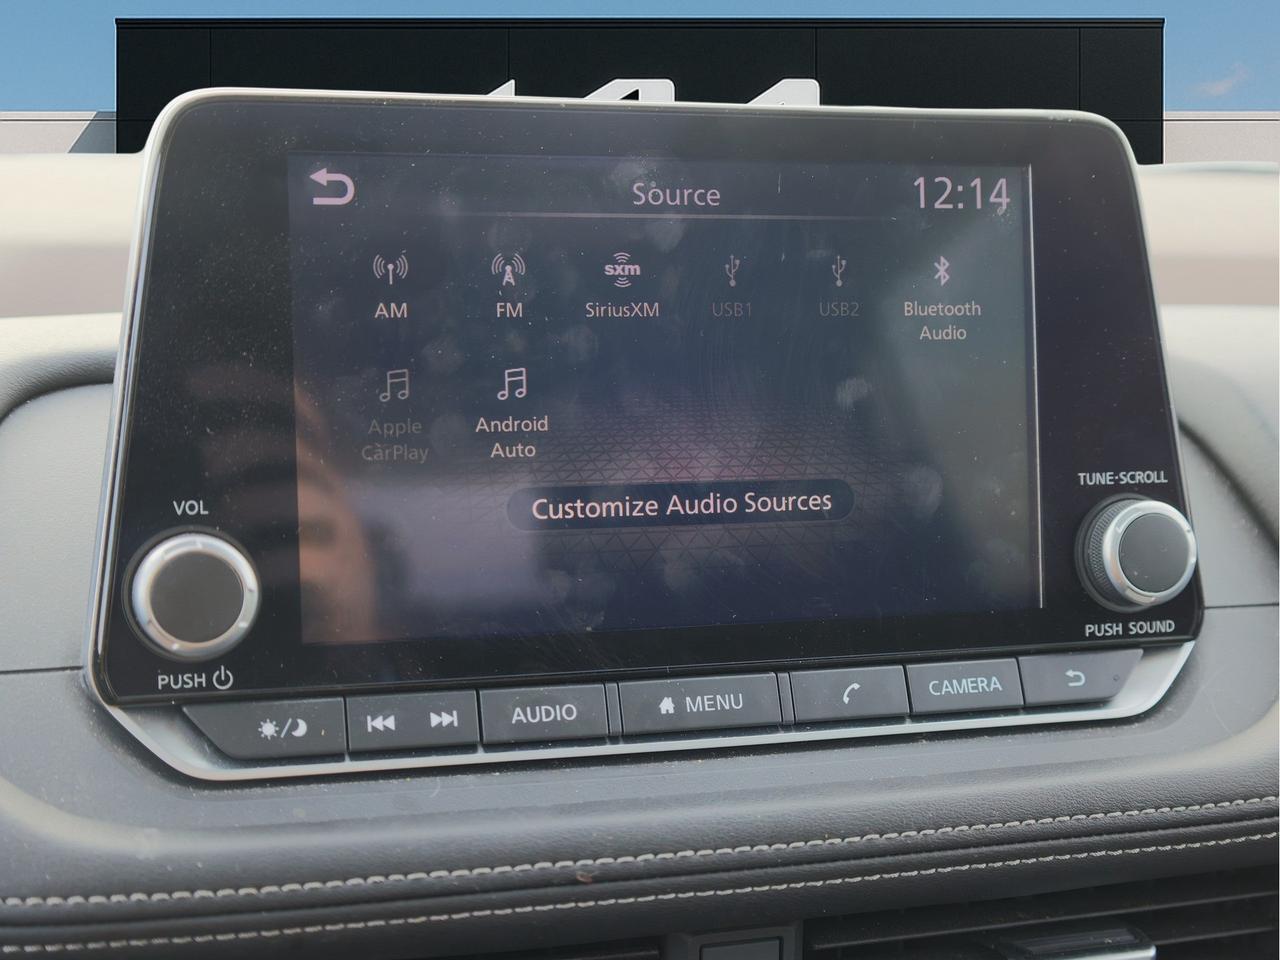 Source
12:14
AM
FM
sxm
SiriusXM
USB1
USB2
Bluetooth
Audio
Apple
CarPlay
Android
Auto
Customize Audio Sources
VOL
PUSH
TUNE·SCROLL
PUSH SOUND
AUDIO
MENU
CAMERA